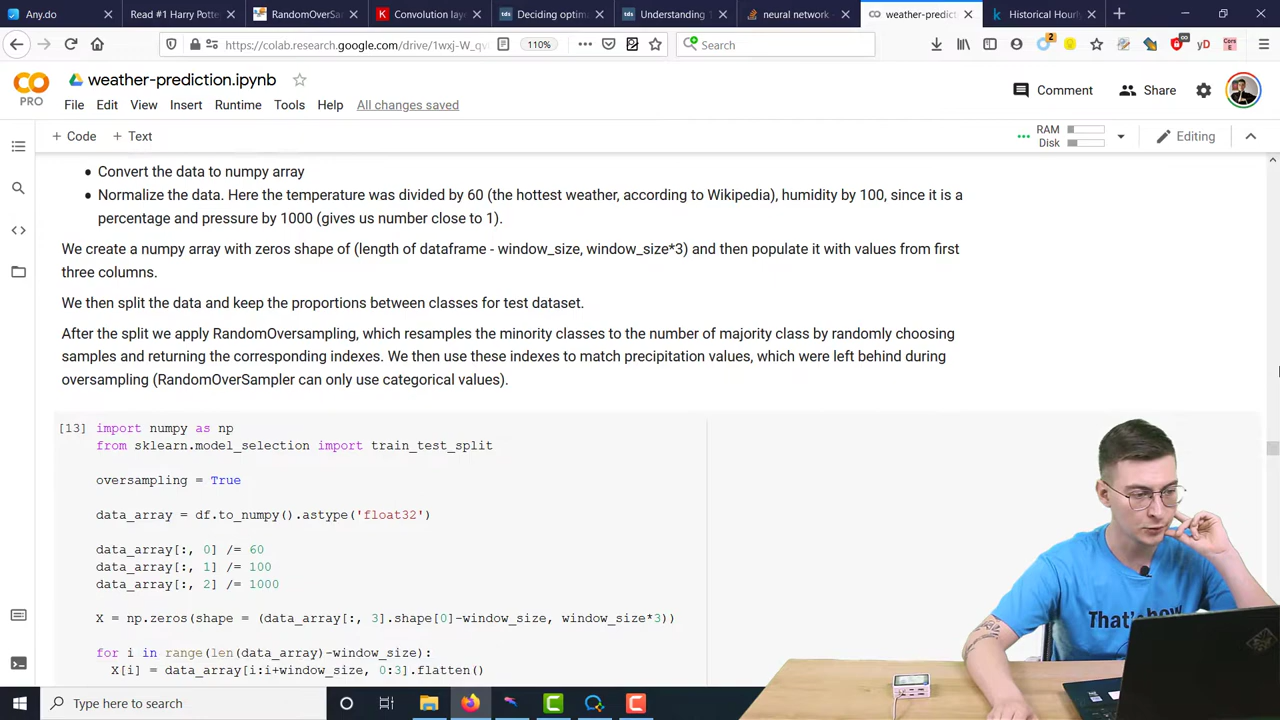 Any.do
Read #1 Harry Potte
RandomOverSam
Convolution lay
Deciding optima
Understanding 1
neural network -
weather-predict
Historical Hourly
https://colab.research.google.com/drive/1wxj-W_qv
110%
Search
2
yD
PRO
weather-prediction.ipynb
File Edit View Insert Runtime Tools Help All changes saved
Comment
Share
+ Code + Text
RAM
Disk
Editing
Convert the data to numpy array
Normalize the data. Here the temperature was divided by 60 (the hottest weather, according to Wikipedia), humidity by 100, since it is a
percentage and pressure by 1000 (gives us number close to 1).
We create a numpy array with zeros shape of (length of dataframe - window_size, window_size*3) and then populate it with values from first
three columns.
We then split the data and keep the proportions between classes for test dataset.
After the split we apply RandomOversampling, which resamples the minority classes to the number of majority class by randomly choosing
samples and returning the corresponding indexes. We then use these indexes to match precipitation values, which were left behind during
oversampling (RandomOverSampler can only use categorical values).
[13] import numpy as np
from sklearn.model_selection import train_test_split
oversampling = True
data_array = df.to_numpy().astype('float32')
data_array[:, 0] /= 60
data_array[:, 1] /= 100
data_array[:, 2] /= 1000
X = np.zeros(shape = (data_array[:, 3].shape[0]-window_size, window_size*3))
for i in range(len(data_array)-window_size):
X[i] = data_array[i:i+window_size, 0:3].flatten()
That's how
Type here to search